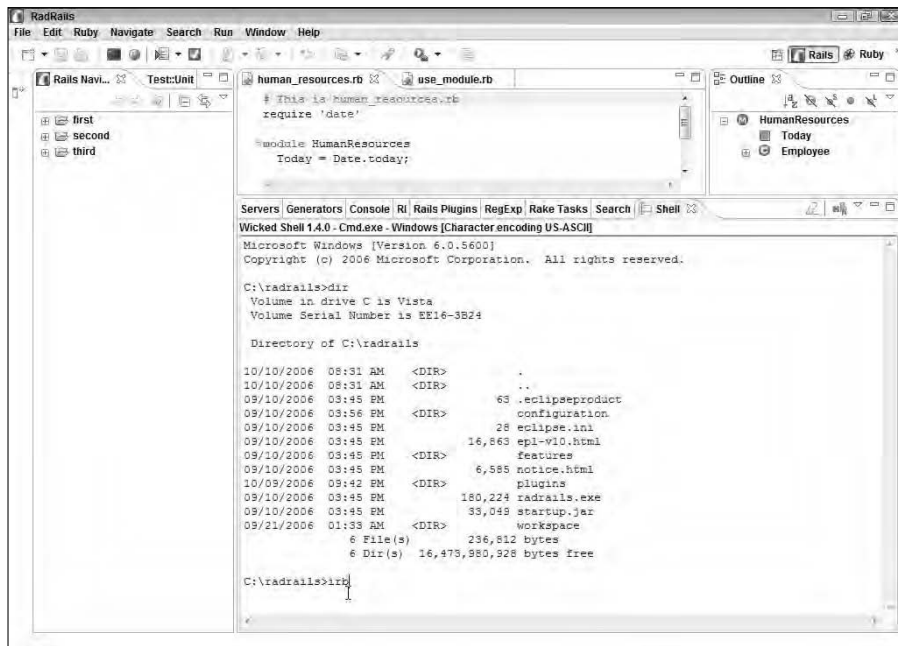 RadRails
File Edit Ruby Navigate Search Run Window Help
Rails Ruby
Rails Navi... Test::Unit
first
second
third
human_resources.rb use_module.rb
# This is human_resources.rb
require 'date'
module HumanResources
Today = Date.today;
Outline
HumanResources
Today
Employee
Servers Generators Console RI Rails Plugins RegExp Rake Tasks Search Shell
Wicked Shell 1.4.0 - Cmd.exe - Windows [Character encoding US-ASCII]
Microsoft Windows [Version 6.0.5600]
Copyright (c) 2006 Microsoft Corporation.  All rights reserved.
C:\radrails>dir
Volume in drive C is Vista
Volume Serial Number is EE16-3B24
Directory of C:\radrails
10/10/2006  08:31 AM    <DIR>          .
10/10/2006  08:31 AM    <DIR>          ..
09/10/2006  03:45 PM                63 .eclipseproduct
09/10/2006  03:56 PM    <DIR>          configuration
09/10/2006  03:45 PM                28 eclipse.ini
09/10/2006  03:45 PM            16,863 epl-v10.html
09/10/2006  03:45 PM    <DIR>          features
09/10/2006  03:45 PM             6,585 notice.html
10/09/2006  09:42 PM    <DIR>          plugins
09/10/2006  03:45 PM           180,224 radrails.exe
09/10/2006  03:45 PM            33,049 startup.jar
09/21/2006  01:33 AM    <DIR>          workspace
6 File(s)        236,812 bytes
6 Dir(s)  16,473,980,928 bytes free
C:\radrails>irb